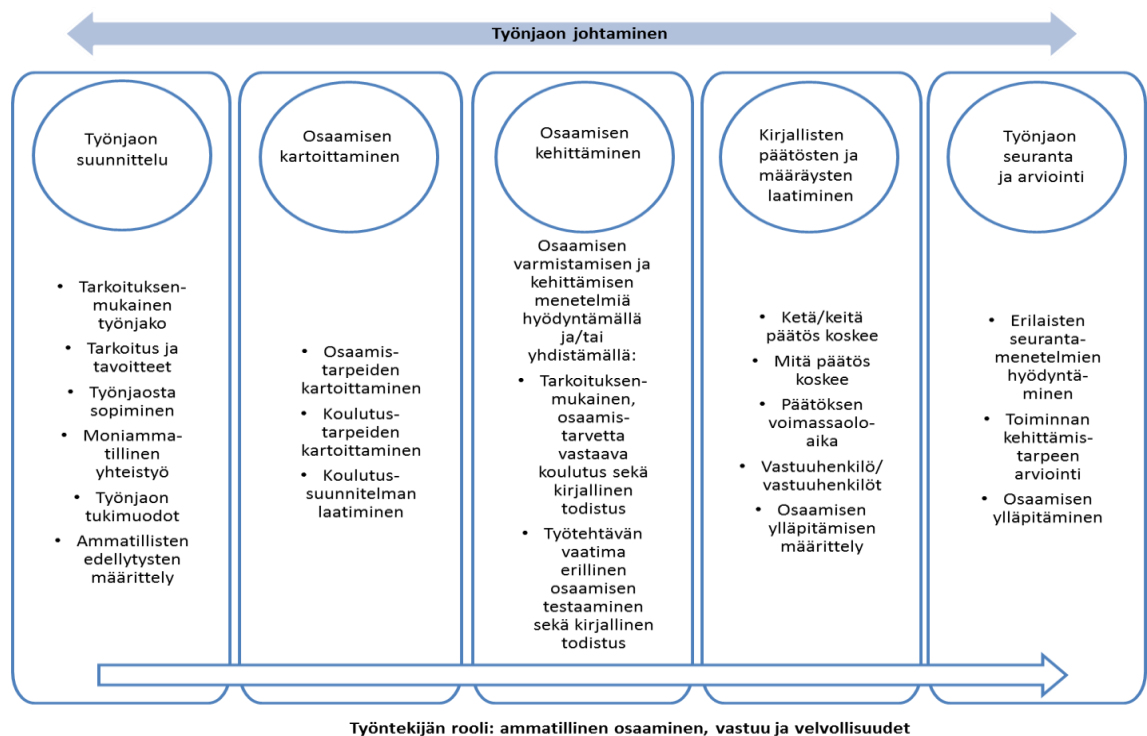 Työnjaon johtaminen
Työnjaon
suunnittelu
• Tarkoituksen-
mukainen
työnjako
• Tarkoitus ja
tavoitteet
• Työnjaosta
sopiminen
• Moniamma-
tillinen
yhteistyö
• Työnjaon
tukimuodot
• Ammatillisten
edellytysten
määrittely
Osaamisen
kartoittaminen
• Osaamis-
tarpeiden
kartoittaminen
• Koulutus-
tarpeiden
kartoittaminen
• Koulutus-
suunnitelman
laatiminen
Osaamisen
kehittäminen
Osaamisen
varmistamisen ja
kehittämisen
menetelmiä
hyödyntämällä
ja/tai
yhdistämällä:
• Tarkoituksen-
mukainen,
osaamis-
tarvetta
vastaava
koulutus sekä
kirjallinen
todistus
• Työtehtävän
vaatima
erillinen
osaamisen
testaaminen
sekä kirjallinen
todistus
Kirjallisten
päätösten ja
määräysten
laatiminen
• Ketä/keitä
päätös koskee
• Mitä päätös
koskee
• Päätöksen
voimassaolo-
aika
• Vastuuhenkilö/
vastuuhenkilöt
• Osaamisen
ylläpitämisen
määrittely
Työnjaon
seuranta
ja arviointi
• Erilaisten
seuranta-
menetelmien
hyödyntä-
minen
• Toiminnan
kehittämis-
tarpeen
arviointi
• Osaamisen
ylläpitäminen
Työntekijän rooli: ammatillinen osaaminen, vastuu ja velvollisuudet